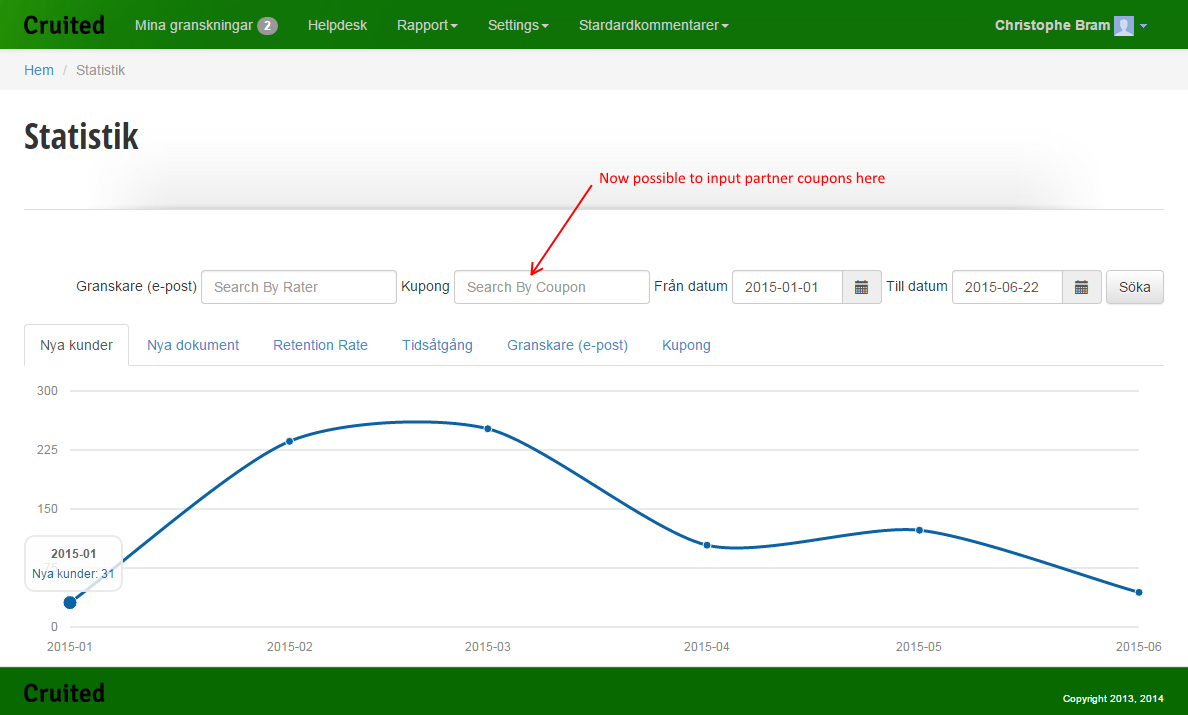 Cruited Mina granskningar 2 Helpdesk Rapport Settings Stardardkommentarer Christophe Bram
Hem / Statistik
Statistik
Now possible to input partner coupons here
Granskare (e-post) Search By Rater Kupong Search By Coupon Från datum 2015-01-01 Till datum 2015-06-22 Söka
Nya kunder Nya dokument Retention Rate Tidsåtgång Granskare (e-post) Kupong
300
225
150
2015-01
75
Nya kunder: 31
0
2015-01 2015-02 2015-03 2015-04 2015-05 2015-06
Cruited
Copyright 2013, 2014